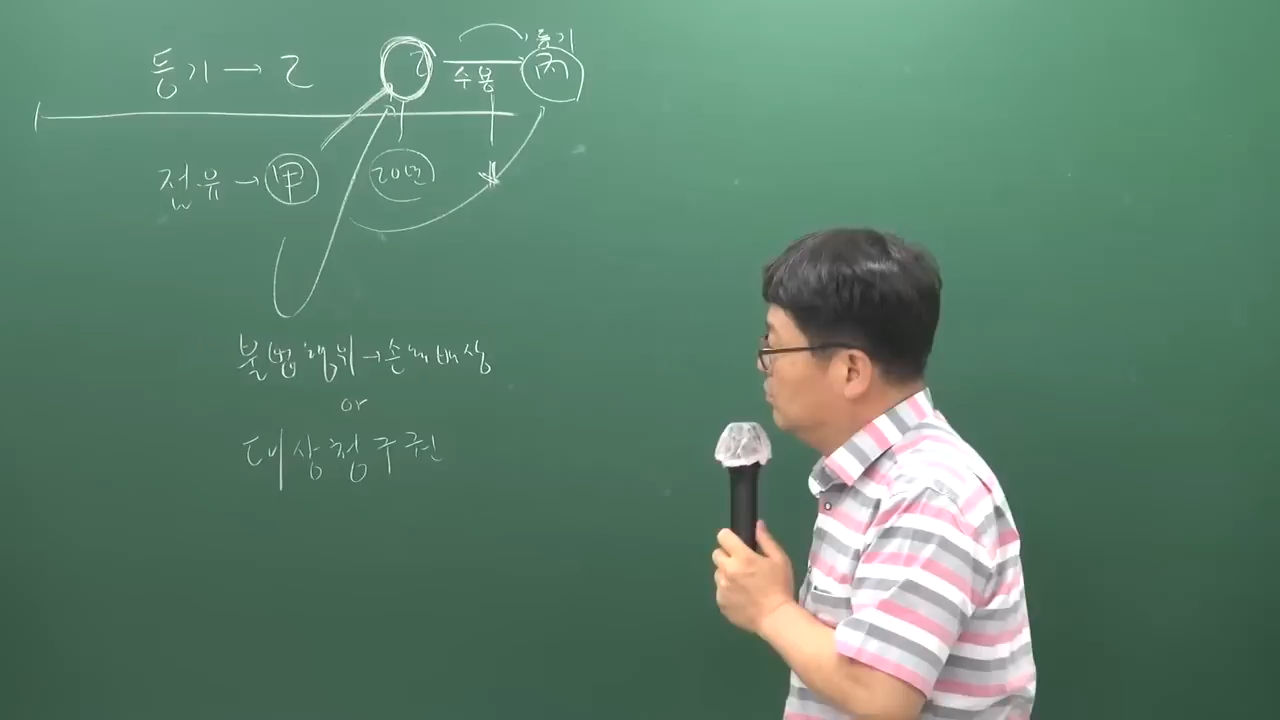 등기
등기 → 乙 乙 수용 丙
점유 → 甲 20년
불법행위 → 손해배상
or
대상청구권